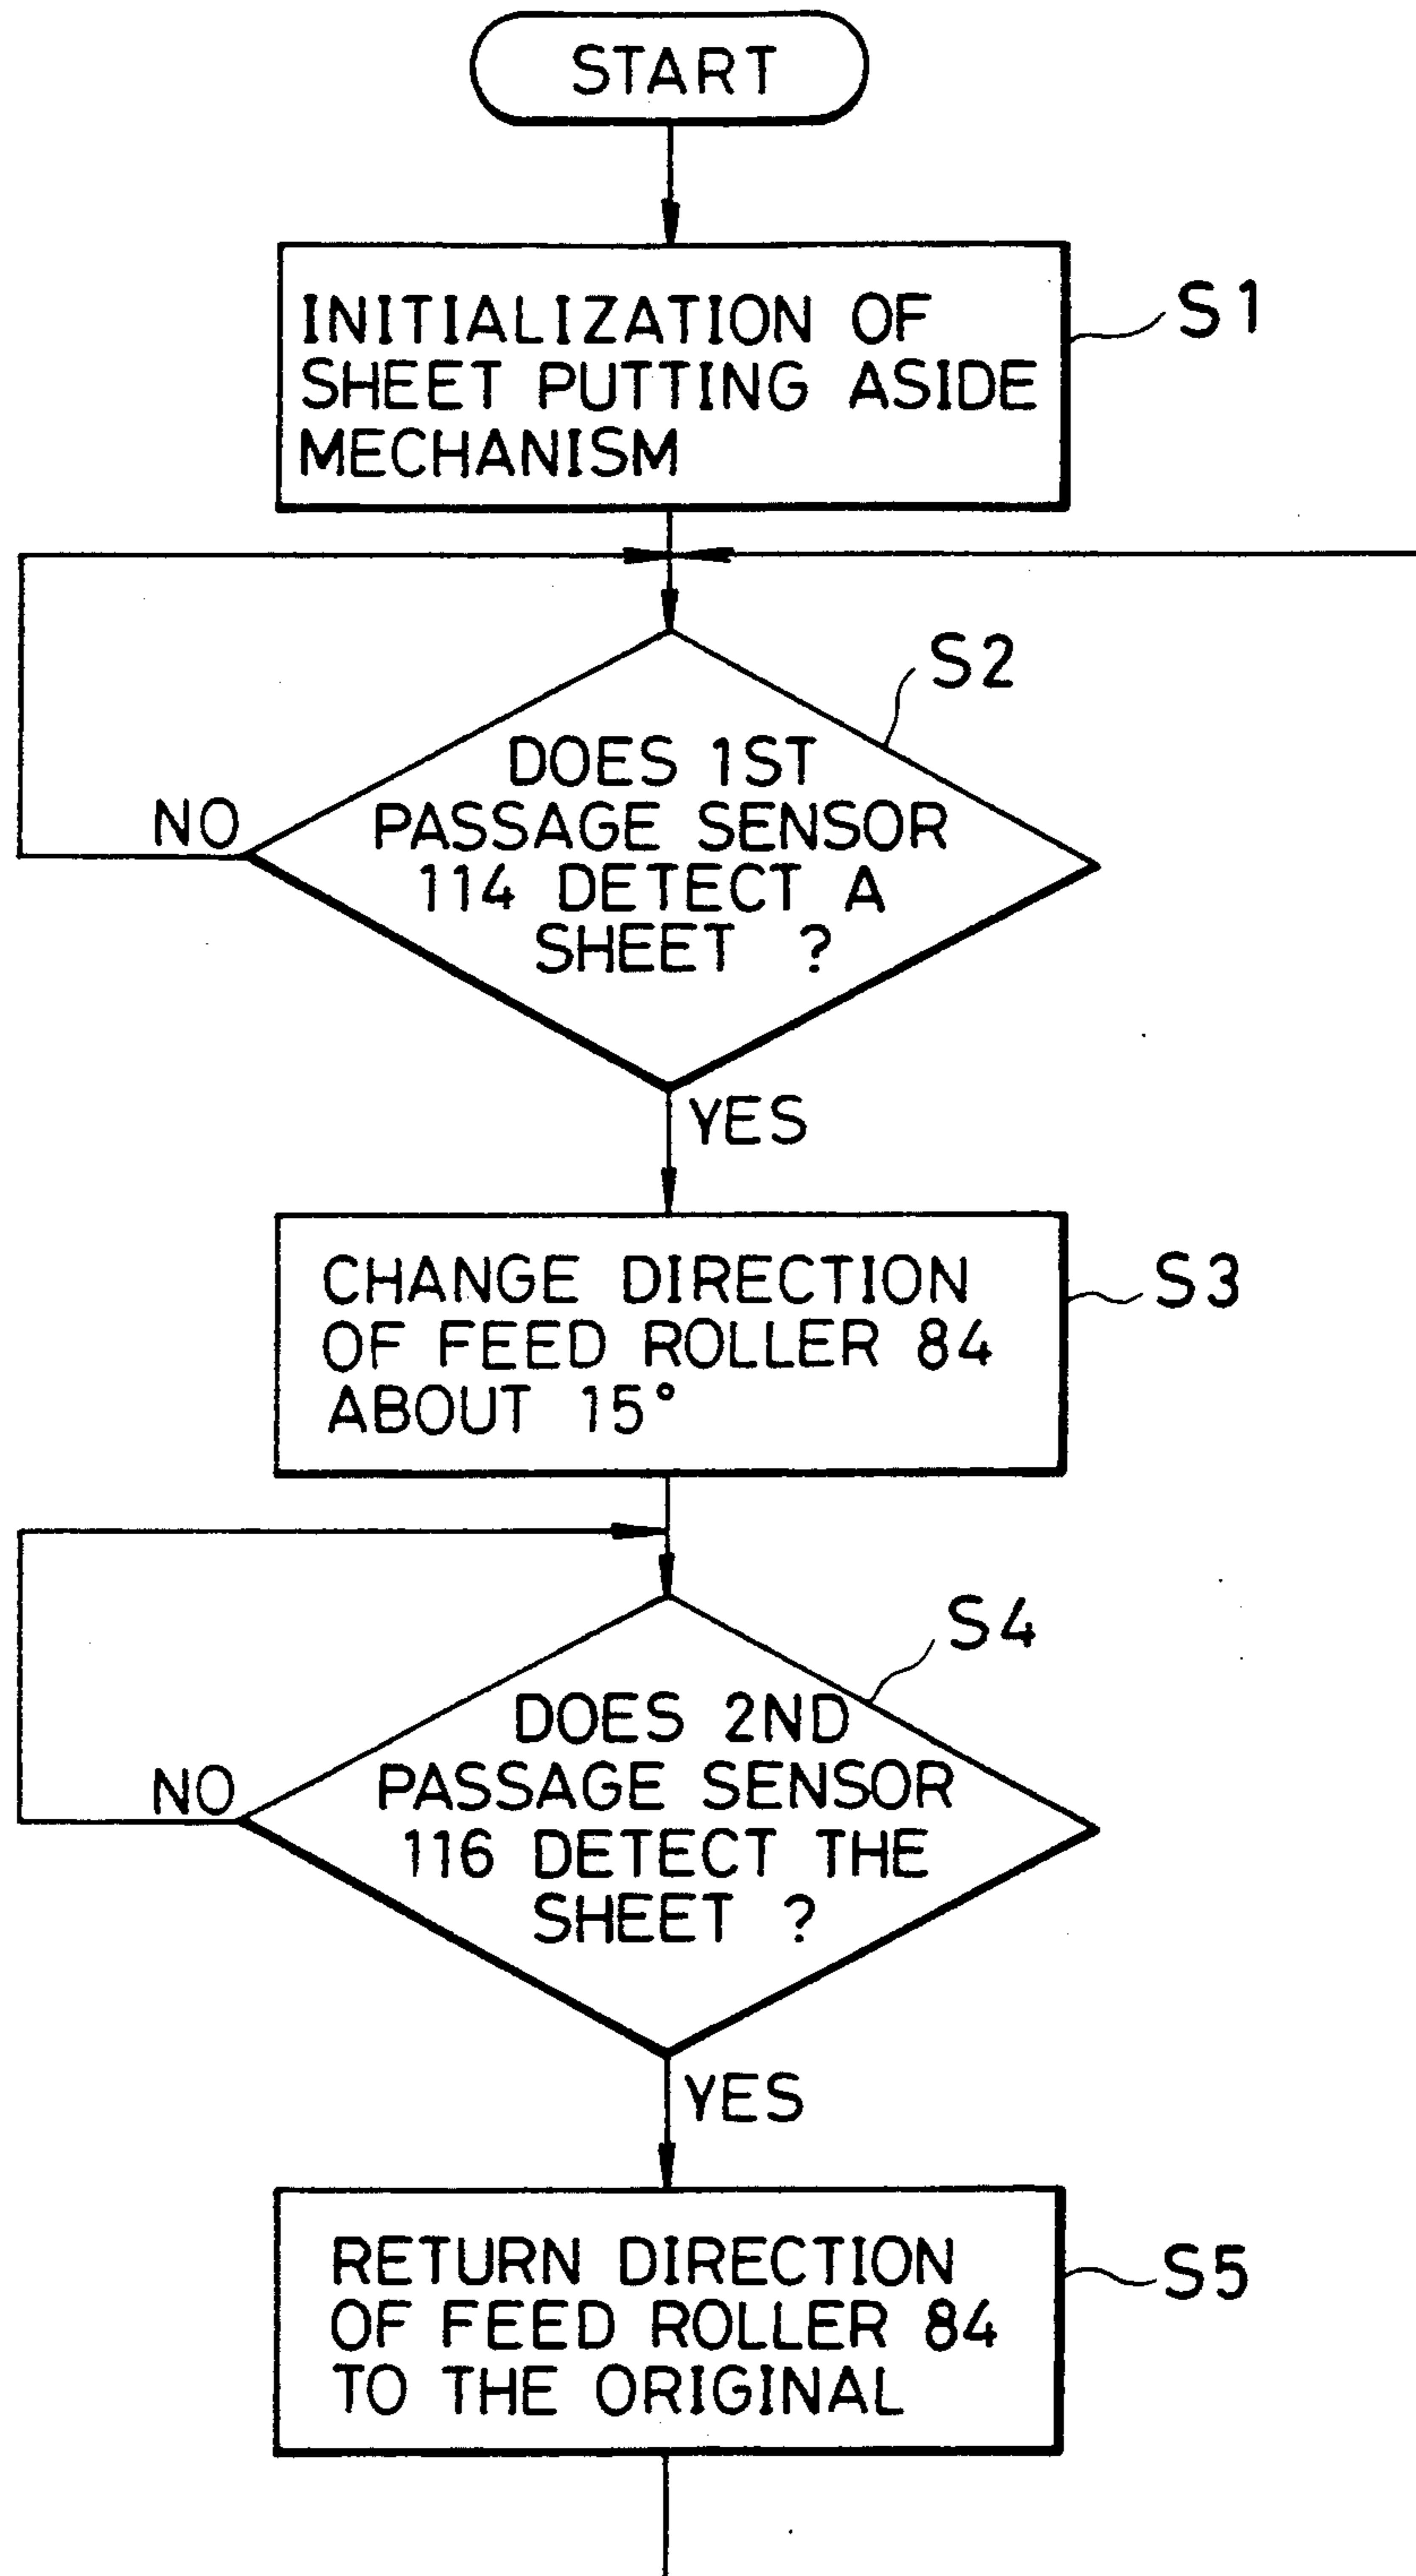 START
INITIALIZATION OF
SHEET PUTTING ASIDE
MECHANISM
S1
S2
DOES 1ST
PASSAGE SENSOR
114 DETECT A
SHEET ?
NO
YES
CHANGE DIRECTION
OF FEED ROLLER 84
ABOUT 15°
S3
S4
DOES 2ND
PASSAGE SENSOR
116 DETECT THE
SHEET ?
NO
YES
RETURN DIRECTION
OF FEED ROLLER 84
TO THE ORIGINAL
S5